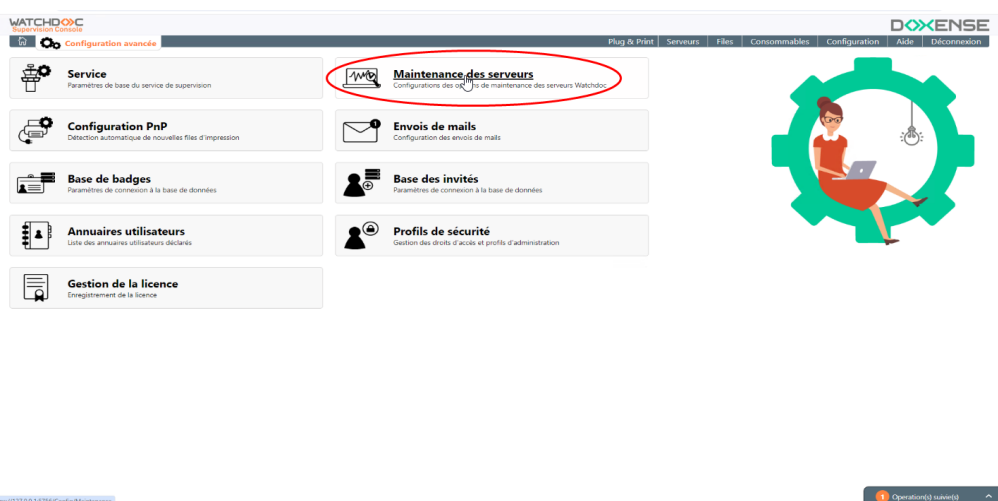 WATCHDOC
Supervision Console
DOXENSE
Configuration avancée
Plug & Print Serveurs Files Consommables Configuration Aide Déconnexion
Service
Paramètres de base du service de supervision
Maintenance des serveurs
Configurations des options de maintenance des serveurs Watchdoc
Configuration PnP
Détection automatique de nouvelles files d'impression
1
Envois de mails
Configuration des envois de mails
Base de badges
Paramètres de connexion à la base de données
Base des invités
Paramètres de connexion à la base de données
Annuaires utilisateurs
Liste des annuaires utilisateurs déclarés
Profils de sécurité
Gestion des droits d'accès et profils d'administration
Gestion de la licence
Enregistrement de la licence
Operation(s) suivie(s)